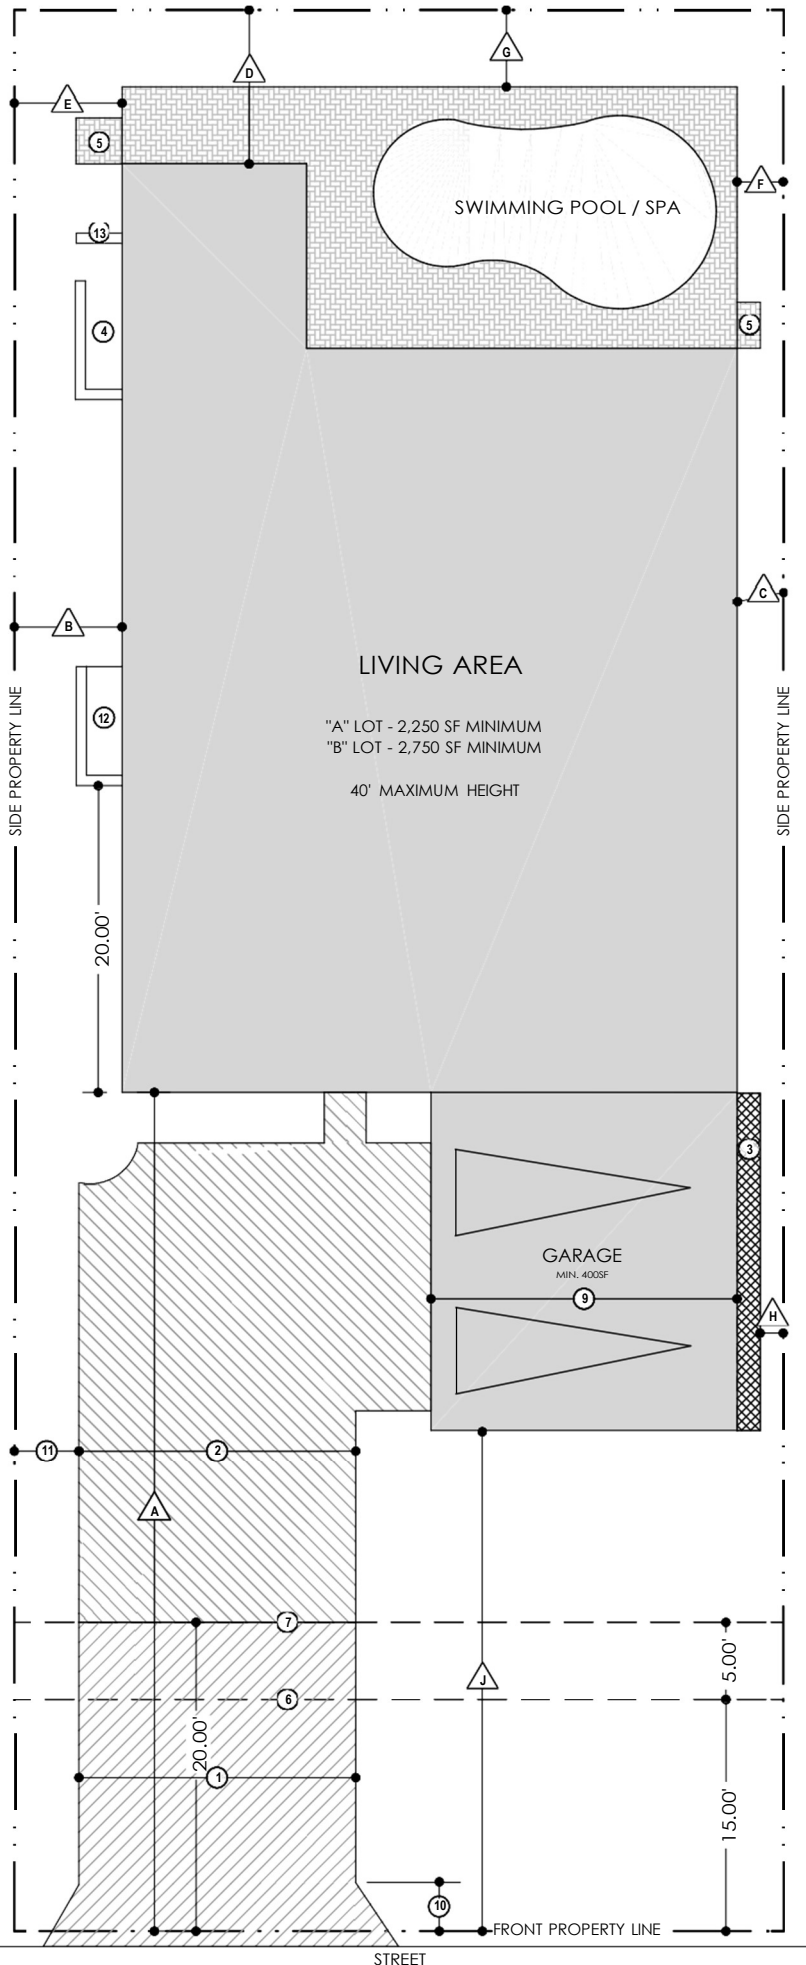 G
D
E
5
F
SWIMMING POOL / SPA
13
5
4
C
B
LIVING AREA
SIDE PROPERTY LINE
SIDE PROPERTY LINE
12
"A" LOT - 2,250 SF MINIMUM
"B" LOT - 2,750 SF MINIMUM
40' MAXIMUM HEIGHT
20.00'
3
GARAGE
MIN. 400SF
9
H
11
2
A
7
5.00'
J
6
20.00'
1
15.00'
10
FRONT PROPERTY LINE
STREET